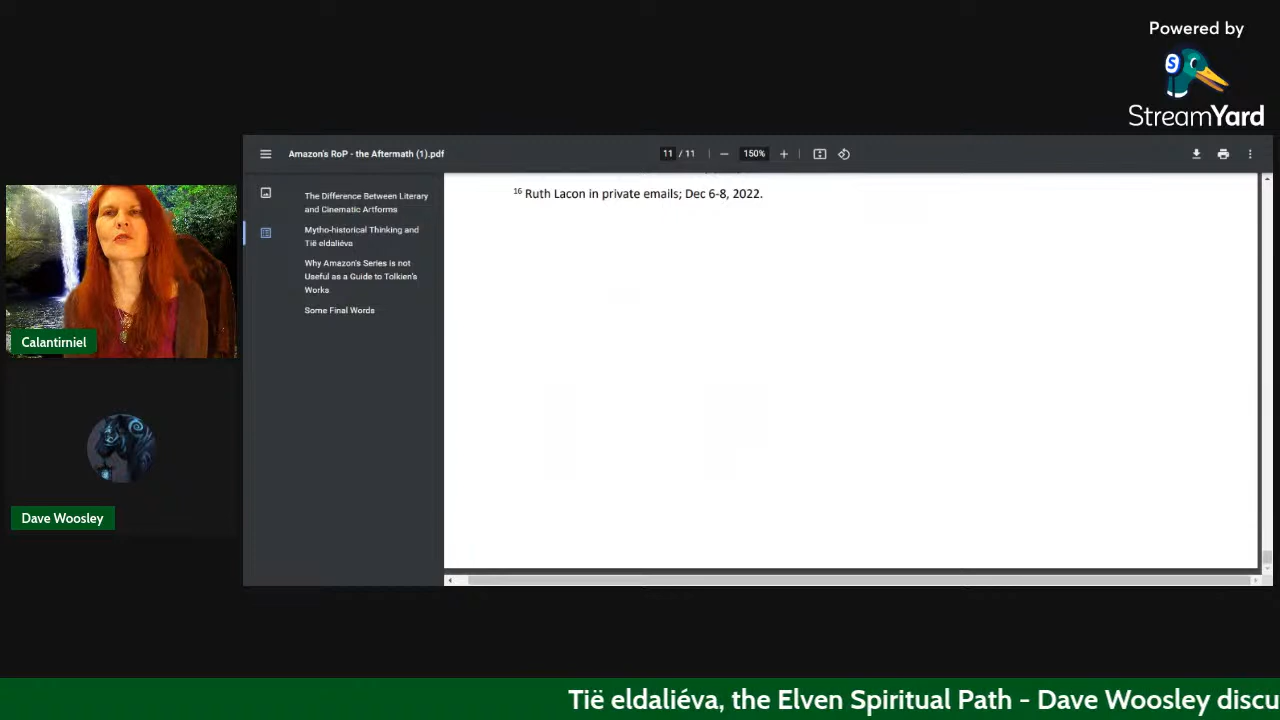 Powered by
StreamYard
Amazon's RoP - the Aftermath (1).pdf
11 / 11
150%
The Difference Between Literary
and Cinematic Artforms
Mytho-historical Thinking and
Tië eldaliéva
Why Amazon's Series is not
Useful as a Guide to Tolkien's
Works
Some Final Words
16 Ruth Lacon in private emails; Dec 6-8, 2022.
Calantirniel
Dave Woosley
Tië eldaliéva, the Elven Spiritual Path - Dave Woosley discu